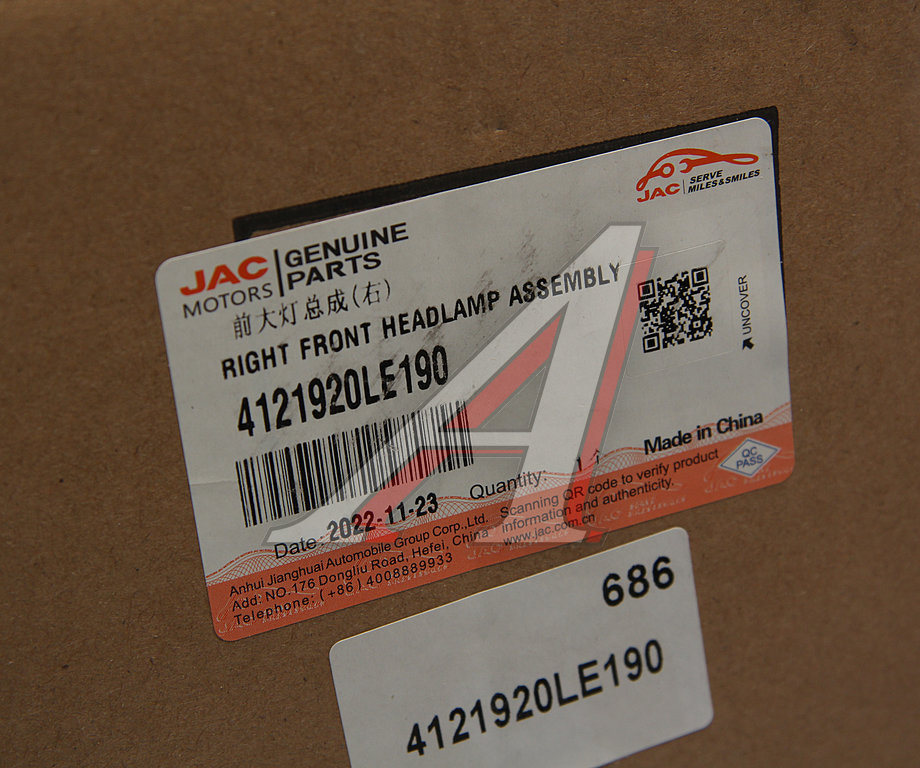 JAC MOTORS GENUINE PARTS
JAC SERVE MILES&SMILES
前大灯总成(右)
RIGHT FRONT HEADLAMP ASSEMBLY
4121920LE190
UNCOVER
Made in China
QC PASS
Quantity: 1个
Date: 2022-11-23
Scanning QR code to verify product
information and authenticity.
www.jac.com.cn
Anhui Jianghuai Automobile Group Corp.,Ltd.
Add: NO-176 Dongliu Road, Hefei, China
Telephone: (+86)4008889933
686
4121920LE190